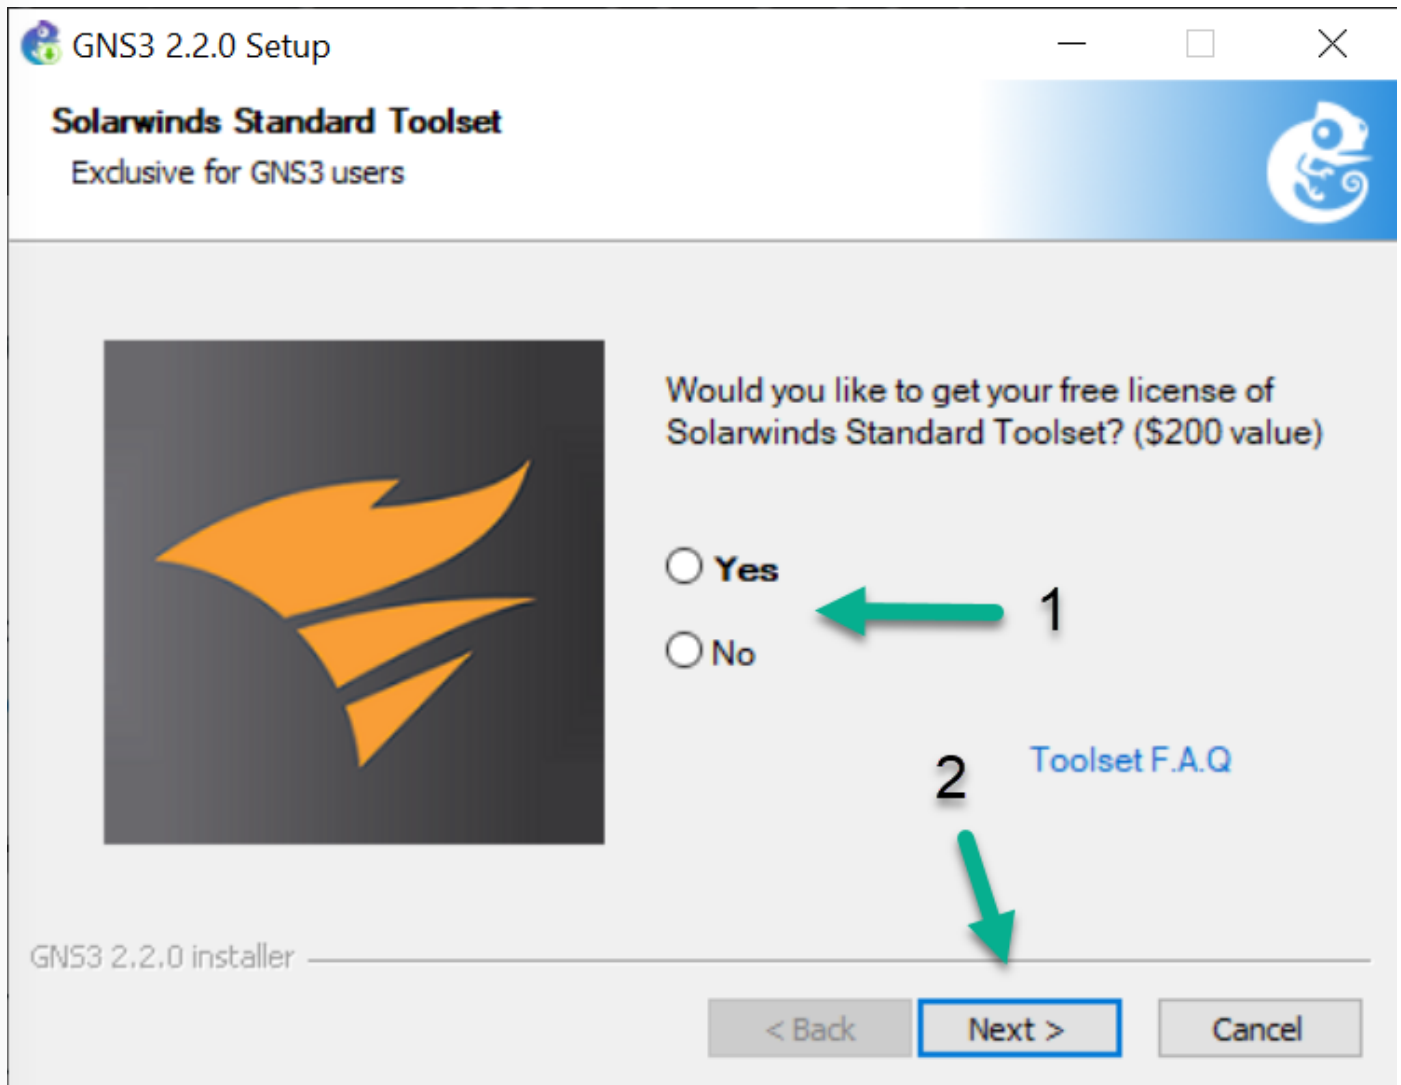 GNS3 2.2.0 Setup
Solarwinds Standard Toolset
Exclusive for GNS3 users
Would you like to get your free license of
Solarwinds Standard Toolset? ($200 value)
Yes
1
No
2
Toolset F.A.Q
GNS3 2.2.0 installer
< Back
Next >
Cancel